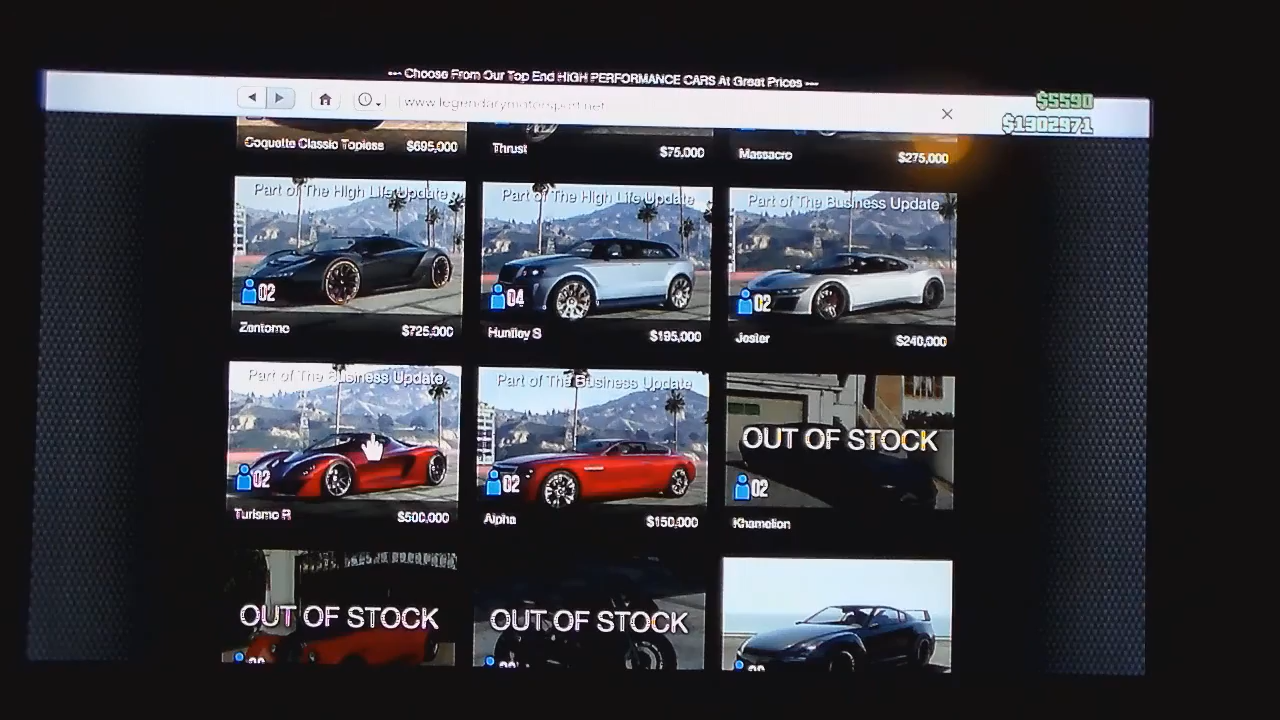 --- Choose From Our Top End HIGH PERFORMANCE CARS At Great Prices ---
www.legendarymotorsport.net
$5590
$1302971
Coquette Classic Topless $695,000
Thrust $75,000
Massacro $275,000
Part of The High Life Update
Part of The High Life Update
Part of The Business Update
02
04
02
Zentorno $725,000
Huntley S $195,000
Jester $240,000
Part of The Business Update
Part of The Business Update
OUT OF STOCK
02
02
02
Turismo R $500,000
Alpha $150,000
Khamelion
OUT OF STOCK
OUT OF STOCK